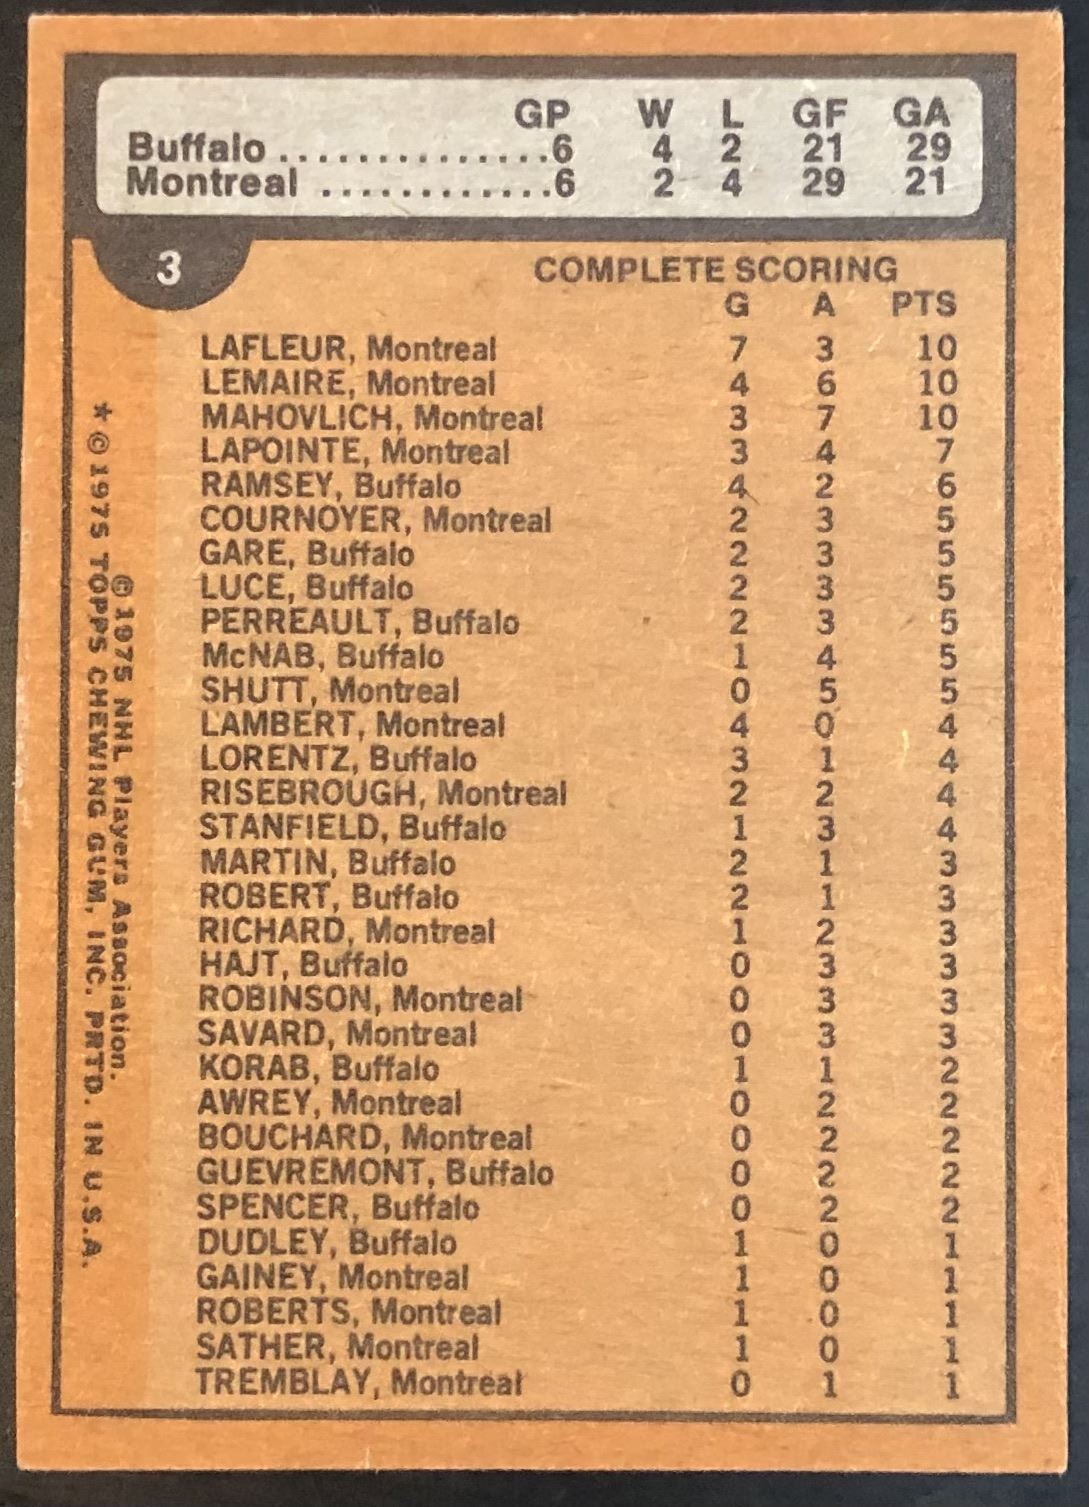 GP W L GF GA
Buffalo ..............6 4 2 21 29
Montreal ............6 2 4 29 21
3
COMPLETE SCORING
G A PTS
LAFLEUR, Montreal 7 3 10
LEMAIRE, Montreal 4 6 10
MAHOVLICH, Montreal 3 7 10
LAPOINTE, Montreal 3 4 7
RAMSEY, Buffalo 4 2 6
COURNOYER, Montreal 2 3 5
GARE, Buffalo 2 3 5
LUCE, Buffalo 2 3 5
PERREAULT, Buffalo 2 3 5
McNAB, Buffalo 1 4 5
SHUTT, Montreal 0 5 5
LAMBERT, Montreal 4 0 4
LORENTZ, Buffalo 3 1 4
RISEBROUGH, Montreal 2 2 4
STANFIELD, Buffalo 1 3 4
MARTIN, Buffalo 2 1 3
ROBERT, Buffalo 2 1 3
RICHARD, Montreal 1 2 3
HAJT, Buffalo 0 3 3
ROBINSON, Montreal 0 3 3
SAVARD, Montreal 0 3 3
KORAB, Buffalo 1 1 2
AWREY, Montreal 0 2 2
BOUCHARD, Montreal 0 2 2
GUEVREMONT, Buffalo 0 2 2
SPENCER, Buffalo 0 2 2
DUDLEY, Buffalo 1 0 1
GAINEY, Montreal 1 0 1
ROBERTS, Montreal 1 0 1
SATHER, Montreal 1 0 1
TREMBLAY, Montreal 0 1 1
© 1975 NHL Players Association.
★ © 1975 TOPPS CHEWING GUM, INC. PRTD. IN U.S.A.